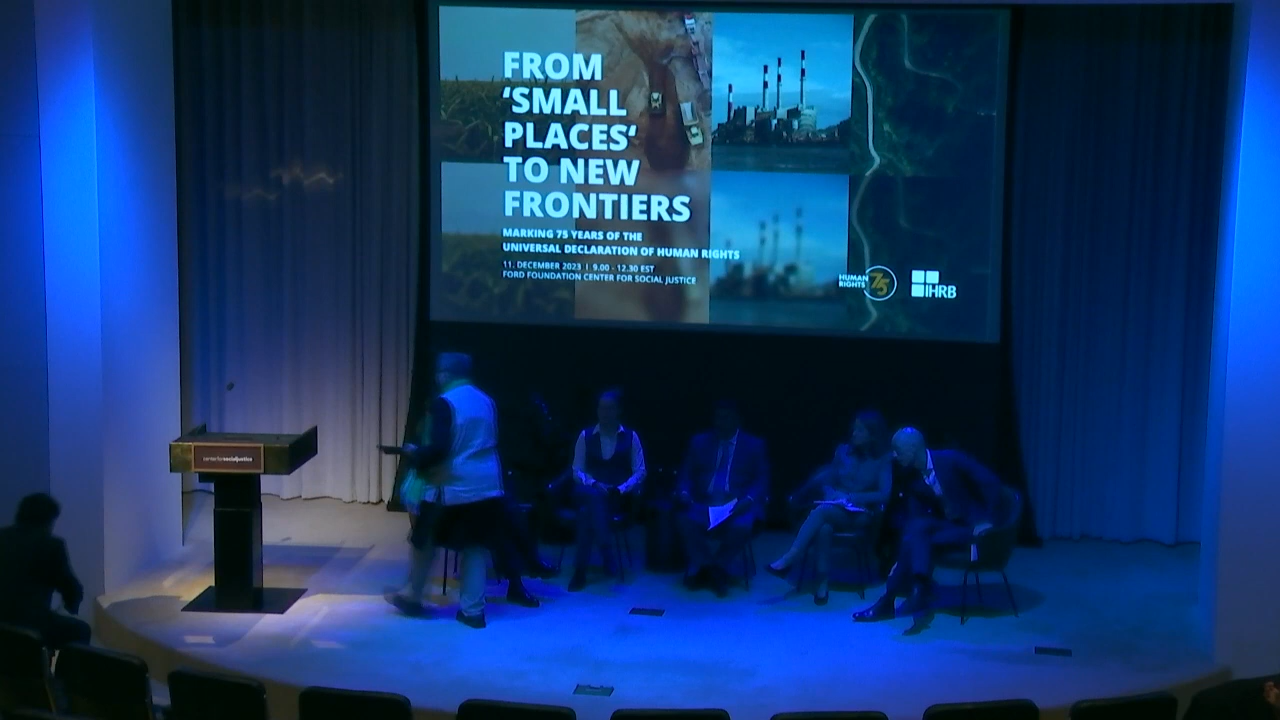 FROM
‘SMALL
PLACES‘
TO NEW
FRONTIERS
MARKING 75 YEARS OF THE
UNIVERSAL DECLARATION OF HUMAN RIGHTS
11. DECEMBER 2023 | 9.00 - 12.30 EST
FORD FOUNDATION CENTER FOR SOCIAL JUSTICE
HUMAN
RIGHTS
75
IHRB
centerforsocialjustice